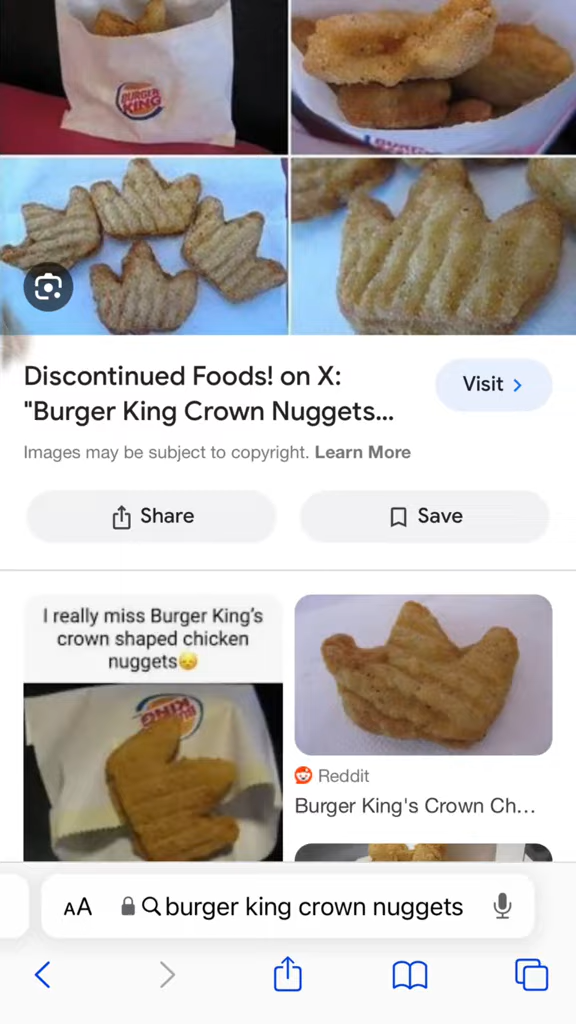 BURGER
KING
Discontinued Foods! on X:
"Burger King Crown Nuggets...
Visit
Images may be subject to copyright. Learn More
Share
Save
I really miss Burger King's
crown shaped chicken
nuggets😔
BURGER
KING
Reddit
Burger King's Crown Ch...
AA
burger king crown nuggets